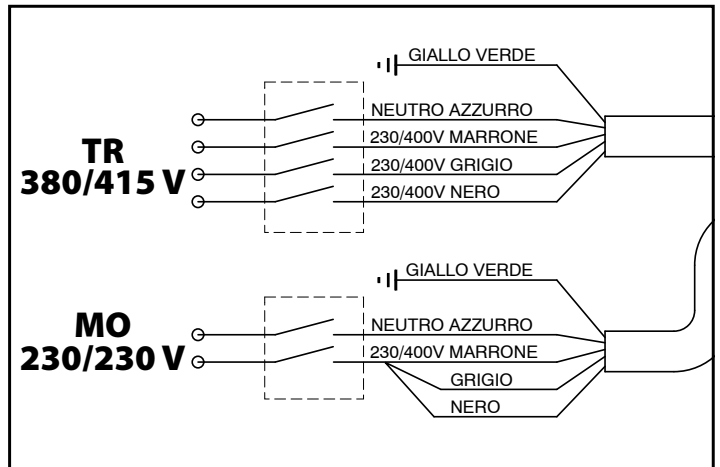 GIALLO VERDE
NEUTRO AZZURRO
230/400V MARRONE
230/400V GRIGIO
230/400V NERO
TR
380/415 V
GIALLO VERDE
NEUTRO AZZURRO
230/400V MARRONE
GRIGIO
NERO
MO
230/230 V